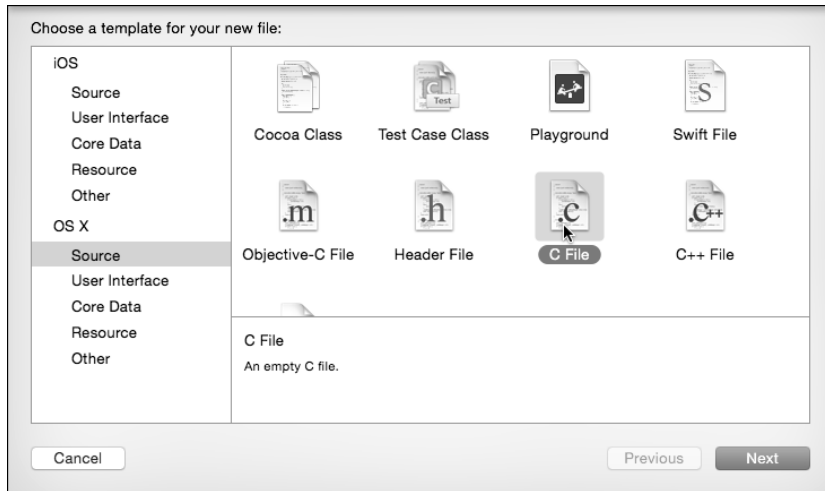 Choose a template for your new file:
iOS
Source
User Interface
Core Data
Resource
Other
OS X
Source
User Interface
Core Data
Resource
Other
Test
S
Cocoa Class
Test Case Class
Playground
Swift File
.m
.h
.c
.C++
Objective-C File
Header File
C File
C++ File
C File
An empty C file.
Cancel
Previous
Next